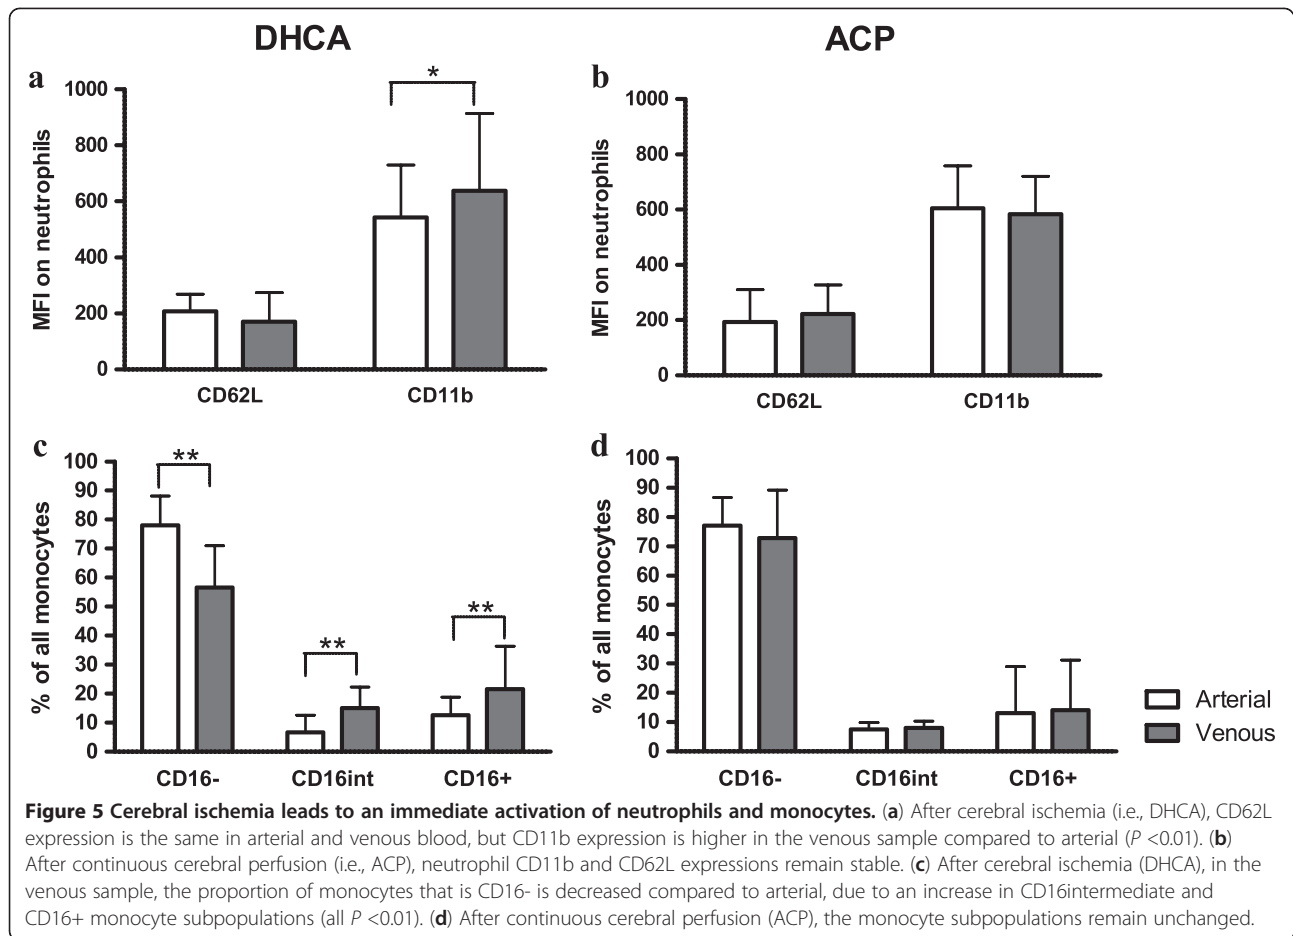 DHCA
ACP
a
*
1000
800
600
400
200
0
MFI on neutrophils
CD62L
CD11b
b
1000
800
600
400
200
0
MFI on neutrophils
CD62L
CD11b
c
**
**
**
100
90
80
70
60
50
40
30
20
10
0
% of all monocytes
CD16-
CD16int
CD16+
d
100
90
80
70
60
50
40
30
20
10
0
% of all monocytes
CD16-
CD16int
CD16+
Arterial
Venous
Figure 5 Cerebral ischemia leads to an immediate activation of neutrophils and monocytes. (a) After cerebral ischemia (i.e., DHCA), CD62L
expression is the same in arterial and venous blood, but CD11b expression is higher in the venous sample compared to arterial (P <0.01). (b)
After continuous cerebral perfusion (i.e., ACP), neutrophil CD11b and CD62L expressions remain stable. (c) After cerebral ischemia (DHCA), in the
venous sample, the proportion of monocytes that is CD16- is decreased compared to arterial, due to an increase in CD16intermediate and
CD16+ monocyte subpopulations (all P <0.01). (d) After continuous cerebral perfusion (ACP), the monocyte subpopulations remain unchanged.